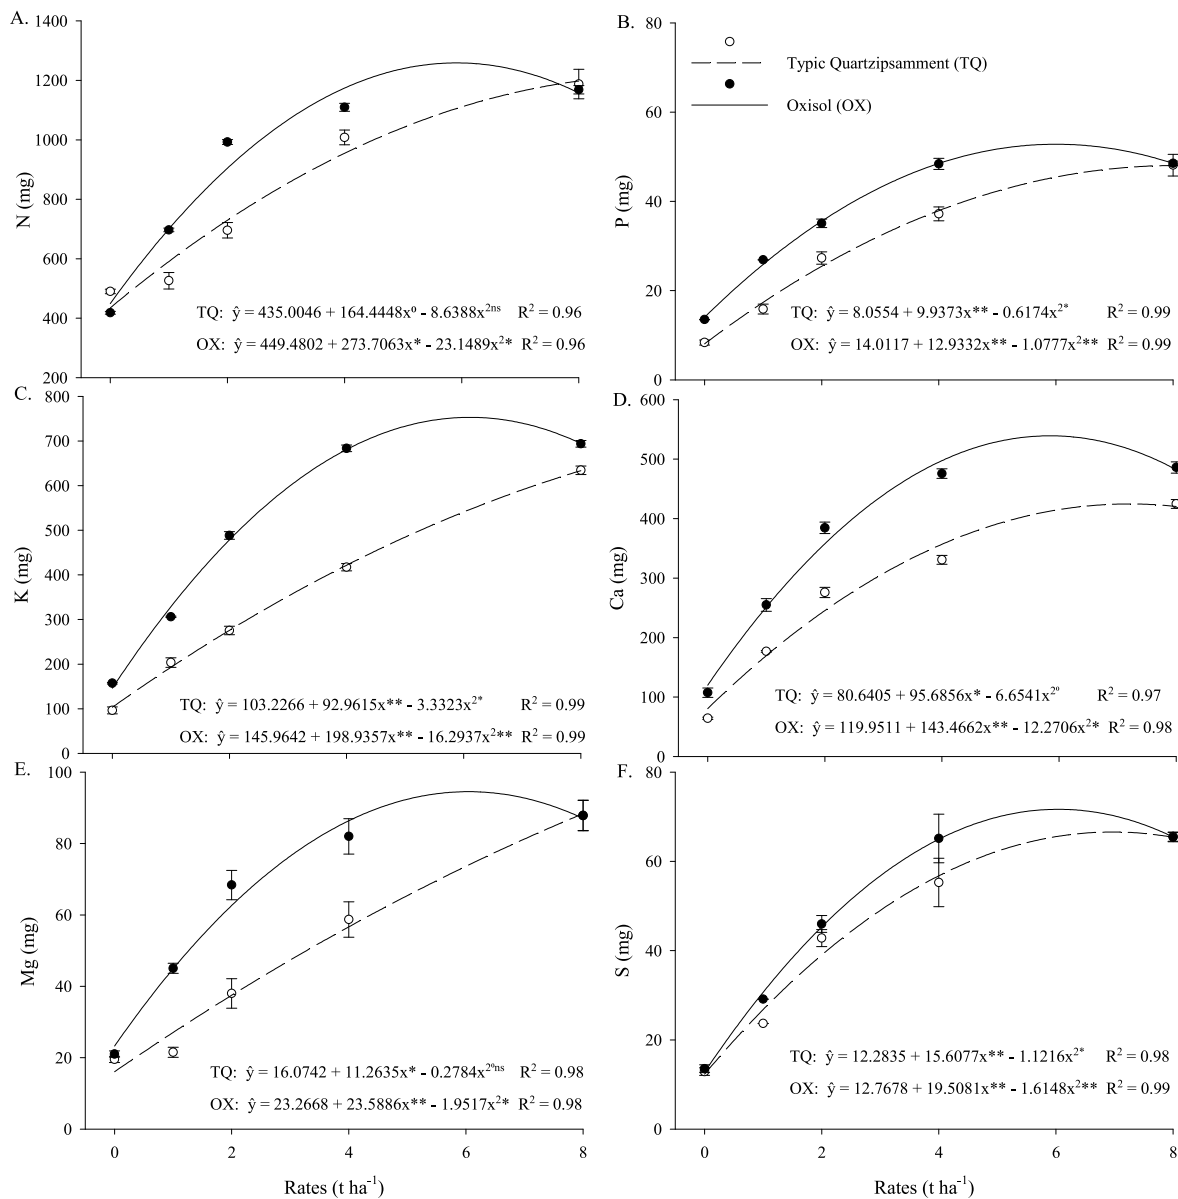 A.
1400
1200
1000
800
600
400
200
N (mg)
TQ: ŷ = 435.0046 + 164.4448xº - 8.6388x²ⁿˢ R² = 0.96
OX: ŷ = 449.4802 + 273.7063x* - 23.1489x²* R² = 0.96
B.
80
60
40
20
0
P (mg)
Typic Quartzipsamment (TQ)
Oxisol (OX)
TQ: ŷ = 8.0554 + 9.9373x** - 0.6174x²* R² = 0.99
OX: ŷ = 14.0117 + 12.9332x** - 1.0777x²** R² = 0.99
C.
800
700
600
500
400
300
200
100
0
K (mg)
TQ: ŷ = 103.2266 + 92.9615x** - 3.3323x²* R² = 0.99
OX: ŷ = 145.9642 + 198.9357x** - 16.2937x²** R² = 0.99
D.
600
500
400
300
200
100
0
Ca (mg)
TQ: ŷ = 80.6405 + 95.6856x* - 6.6541x²º R² = 0.97
OX: ŷ = 119.9511 + 143.4662x** - 12.2706x²* R² = 0.98
E.
100
80
60
40
20
0
Mg (mg)
TQ: ŷ = 16.0742 + 11.2635x* - 0.2784x²ºⁿˢ R² = 0.98
OX: ŷ = 23.2668 + 23.5886x** - 1.9517x²* R² = 0.98
0 2 4 6 8
Rates (t ha⁻¹)
F.
80
60
40
20
0
S (mg)
TQ: ŷ = 12.2835 + 15.6077x** - 1.1216x²* R² = 0.98
OX: ŷ = 12.7678 + 19.5081x** - 1.6148x²** R² = 0.99
0 2 4 6 8
Rates (t ha⁻¹)